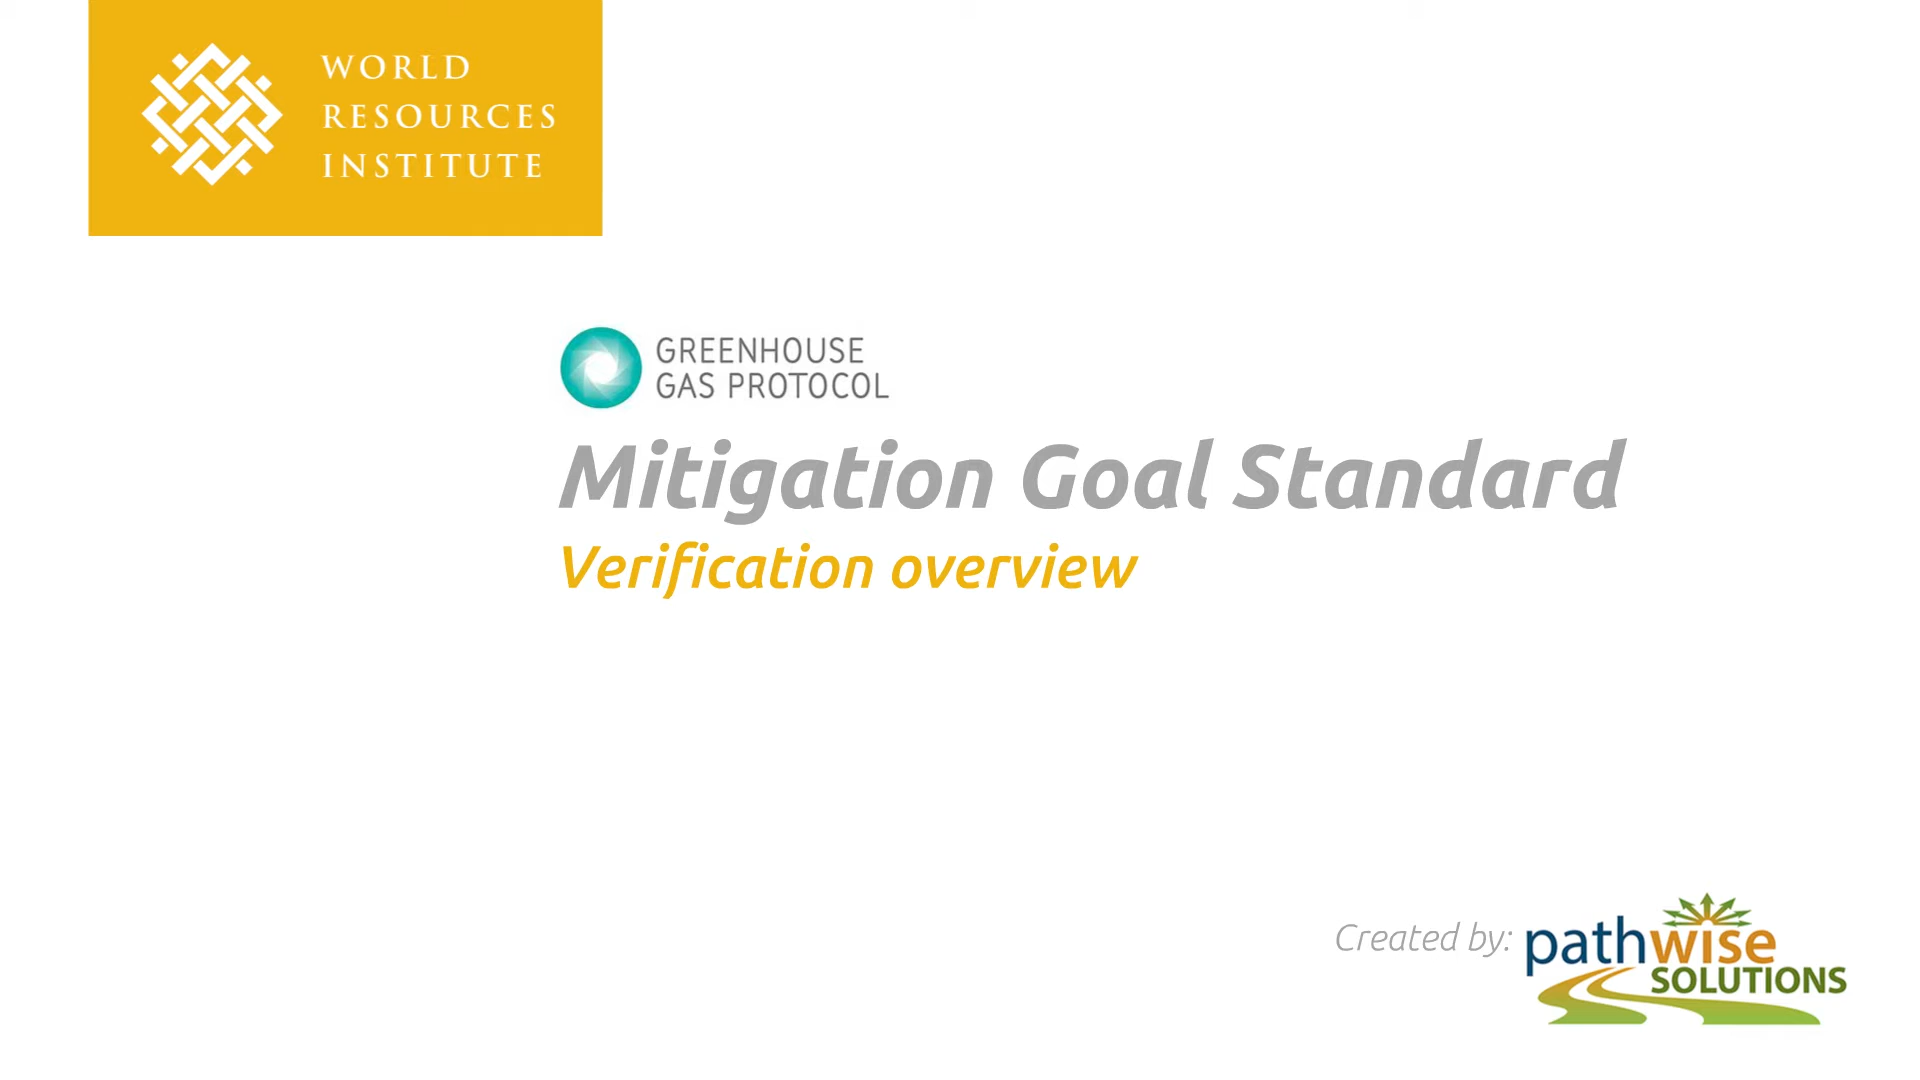 WORLD
RESOURCES
INSTITUTE
GREENHOUSE
GAS PROTOCOL
Mitigation Goal Standard
Verification overview
Created by:
pathwise
SOLUTIONS